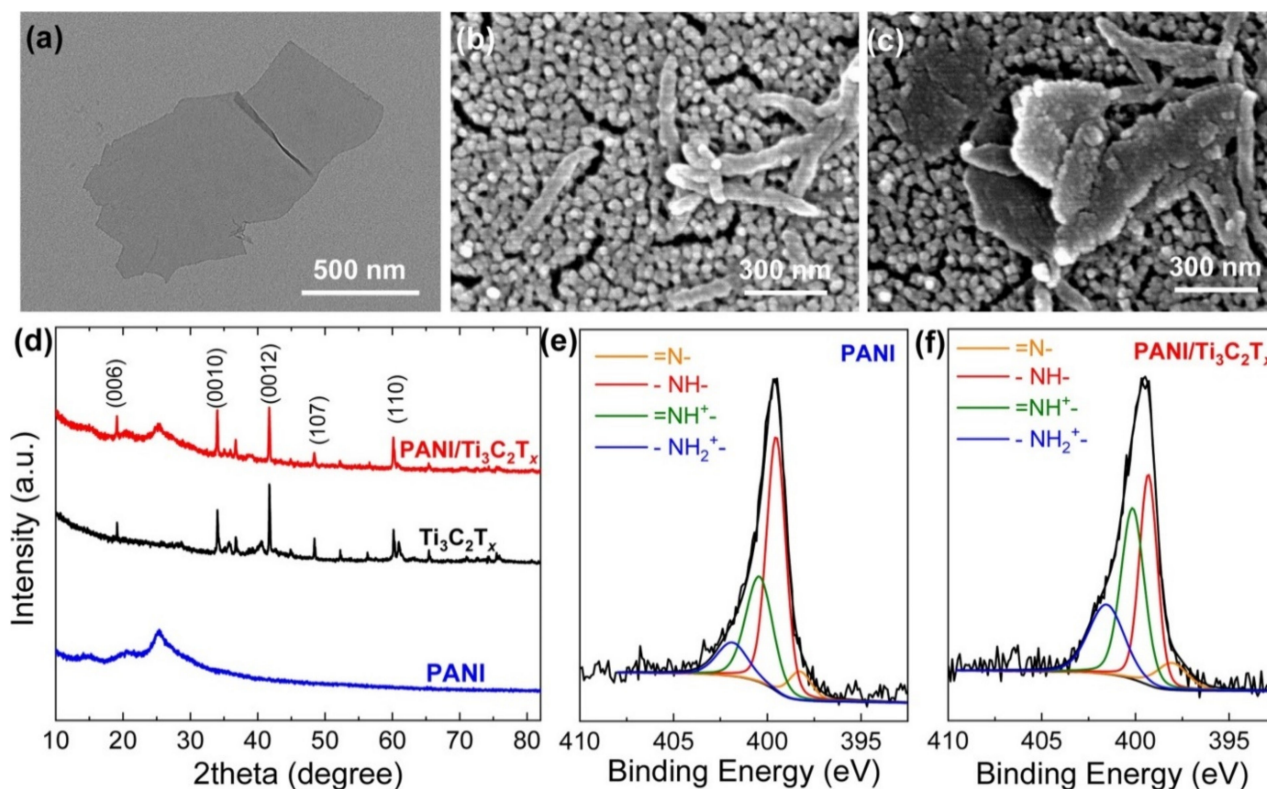 (a)
500 nm
(b)
300 nm
(c)
300 nm
(d)
(006)
(0010)
(0012)
(107)
(110)
PANI/Ti₃C₂Tₓ
Ti₃C₂Tₓ
PANI
Intensity (a.u.)
10 20 30 40 50 60 70 80
2theta (degree)
(e)
=N-
- NH-
=NH⁺-
- NH₂⁺-
PANI
410 405 400 395
Binding Energy (eV)
(f)
=N-
- NH-
=NH⁺-
- NH₂⁺-
PANI/Ti₃C₂Tₓ
410 405 400 395
Binding Energy (eV)